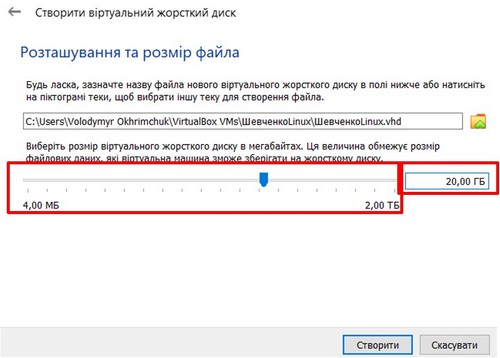 Створити віртуальний жорсткий диск
Розташування та розмір файла
Будь ласка, зазначте назву файла нового віртуального жорсткого диску в полі нижче або натисніть
на піктограмі теки, щоб вибрати іншу теку для створення файла.
C:\Users\Volodymyr Okhrimchuk\VirtualBox VMs\ШевченкоLinux\ШевченкоLinux.vhd
Виберіть розмір віртуального жорсткого диску в мегабайтах. Ця величина обмежує розмір
файлових даних, які віртуальна машина зможе зберігати на жорсткому диску.
20,00 ГБ
4,00 МБ 2,00 ТБ
Створити Скасувати